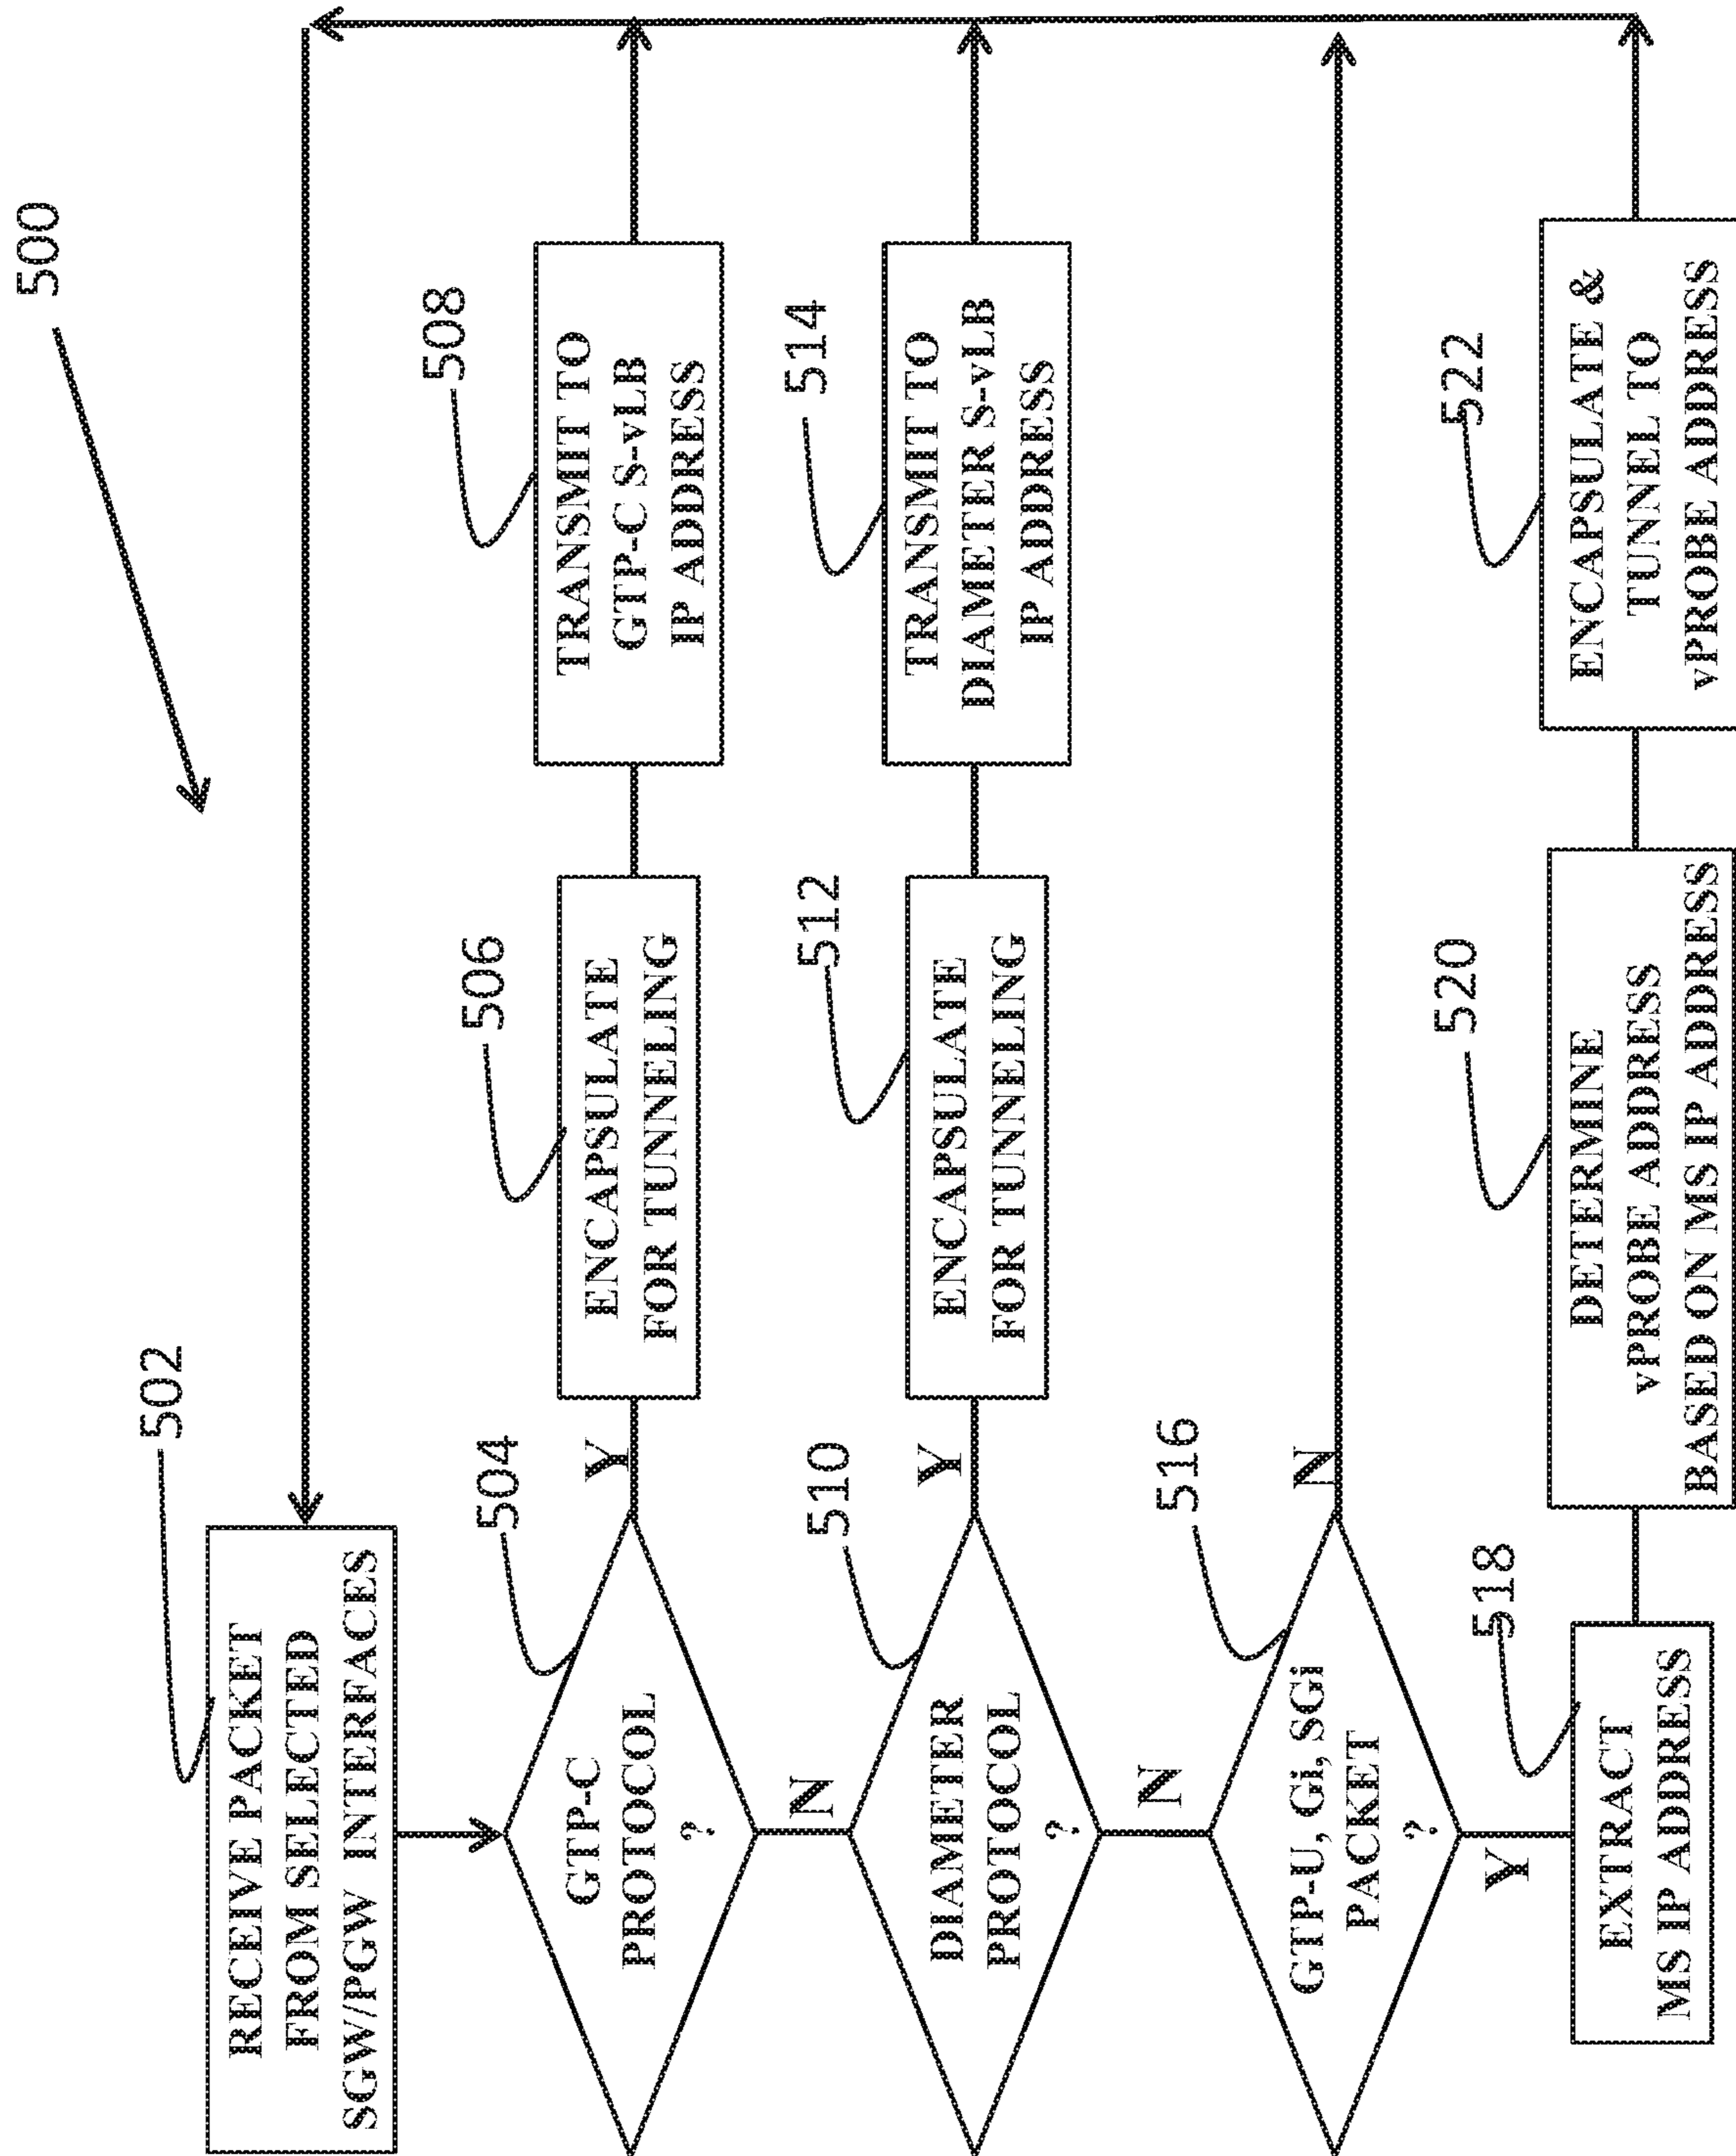 500
502
RECEIVE PACKET
FROM SELECTED
SGW/PGW INTERFACES
504
GTP-C
PROTOCOL
?
Y
506
ENCAPSULATE
FOR TUNNELING
508
TRANSMIT TO
GTP-C S-vLB
IP ADDRESS
N
510
DIAMETER
PROTOCOL
?
Y
512
ENCAPSULATE
FOR TUNNELING
514
TRANSMIT TO
DIAMETER S-vLB
IP ADDRESS
N
516
GTP-U, Gi, SGi
PACKET
?
N
Y
518
EXTRACT
MS IP ADDRESS
520
DETERMINE
vPROBE ADDRESS
BASED ON MS IP ADDRESS
522
ENCAPSULATE &
TUNNEL TO
vPROBE ADDRESS